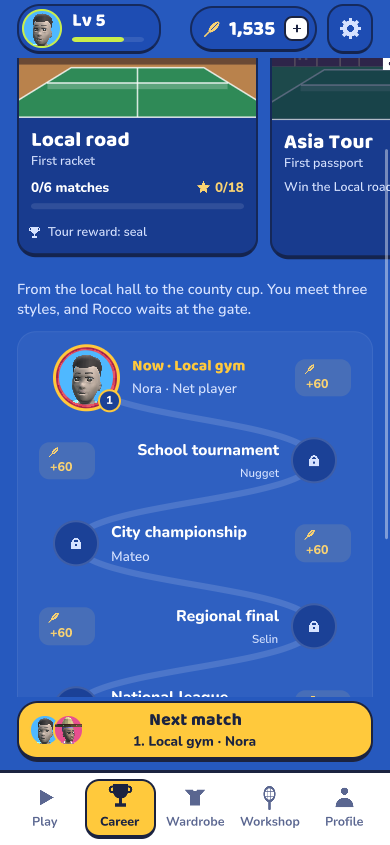 Lv 5
1,535
+
Local road
First racket
0/6 matches
0/18
Tour reward: seal
Asia Tour
First passport
Win the Local road
From the local hall to the county cup. You meet three
styles, and Rocco waits at the gate.
Now · Local gym
Nora · Net player
+60
1
School tournament
Nugget
+60
City championship
Mateo
+60
Regional final
Selin
+60
National league
Next match
1. Local gym · Nora
Play
Career
Wardrobe
Workshop
Profile